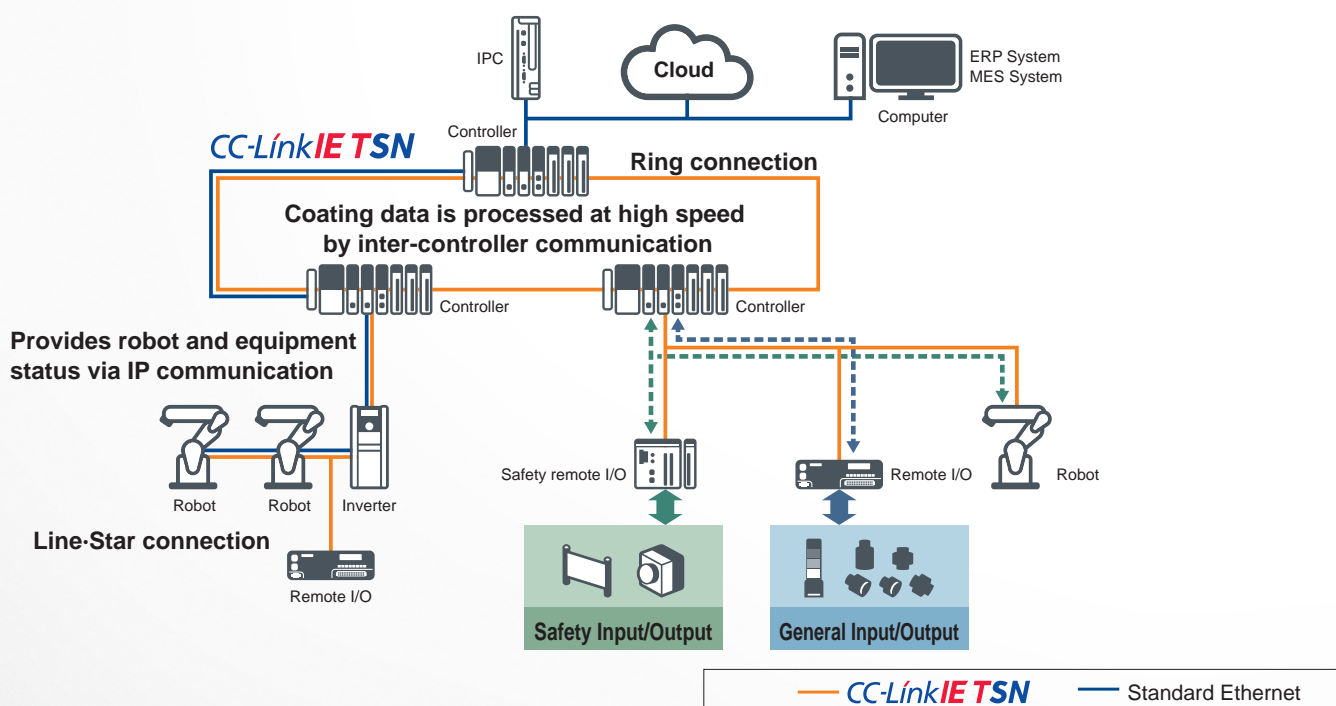 IPC
Cloud
ERP System
MES System
Computer
Controller
CC-Link IE TSN
Ring connection
Coating data is processed at high speed
by inter-controller communication
Controller
Controller
Provides robot and equipment
status via IP communication
Robot
Robot
Inverter
Safety remote I/O
Remote I/O
Robot
Line·Star connection
Remote I/O
Safety Input/Output
General Input/Output
CC-Link IE TSN
Standard Ethernet